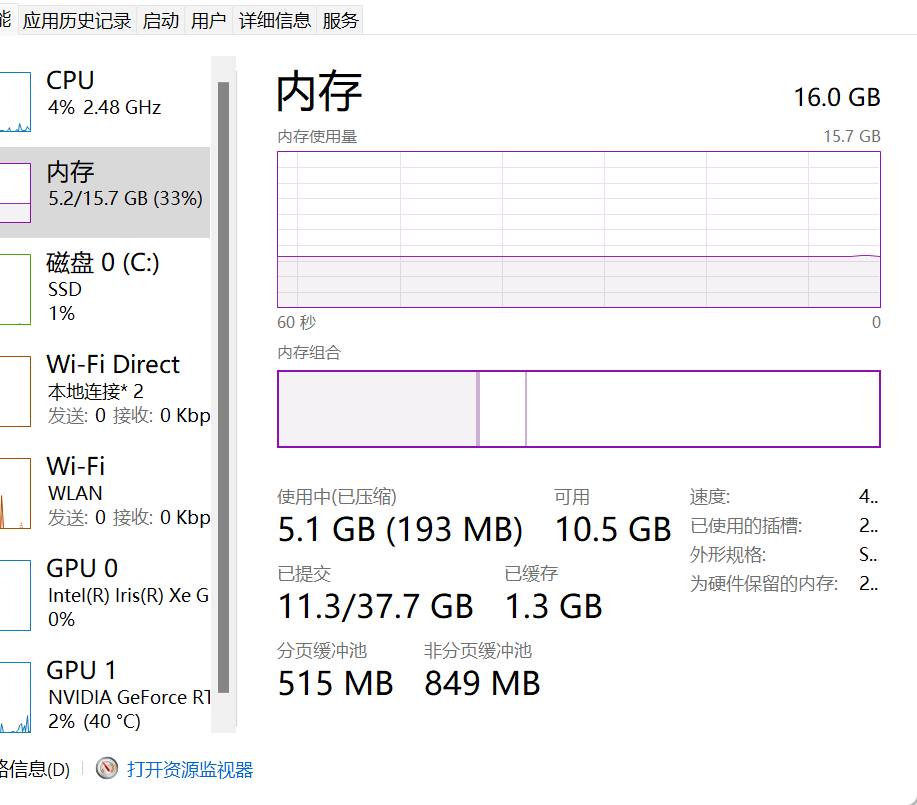 能 应用历史记录 启动 用户 详细信息 服务
CPU
4% 2.48 GHz
内存
5.2/15.7 GB (33%)
磁盘 0 (C:)
SSD
1%
Wi-Fi Direct
本地连接* 2
发送: 0 接收: 0 Kbp
Wi-Fi
WLAN
发送: 0 接收: 0 Kbp
GPU 0
Intel(R) Iris(R) Xe G
0%
GPU 1
NVIDIA GeForce RT
2% (40 °C)
内存
16.0 GB
内存使用量
15.7 GB
60 秒
0
内存组合
使用中(已压缩)
5.1 GB (193 MB)
可用
10.5 GB
已提交
11.3/37.7 GB
已缓存
1.3 GB
分页缓冲池
515 MB
非分页缓冲池
849 MB
速度: 4..
已使用的插槽: 2..
外形规格: S..
为硬件保留的内存: 2..
略信息(D)
打开资源监视器